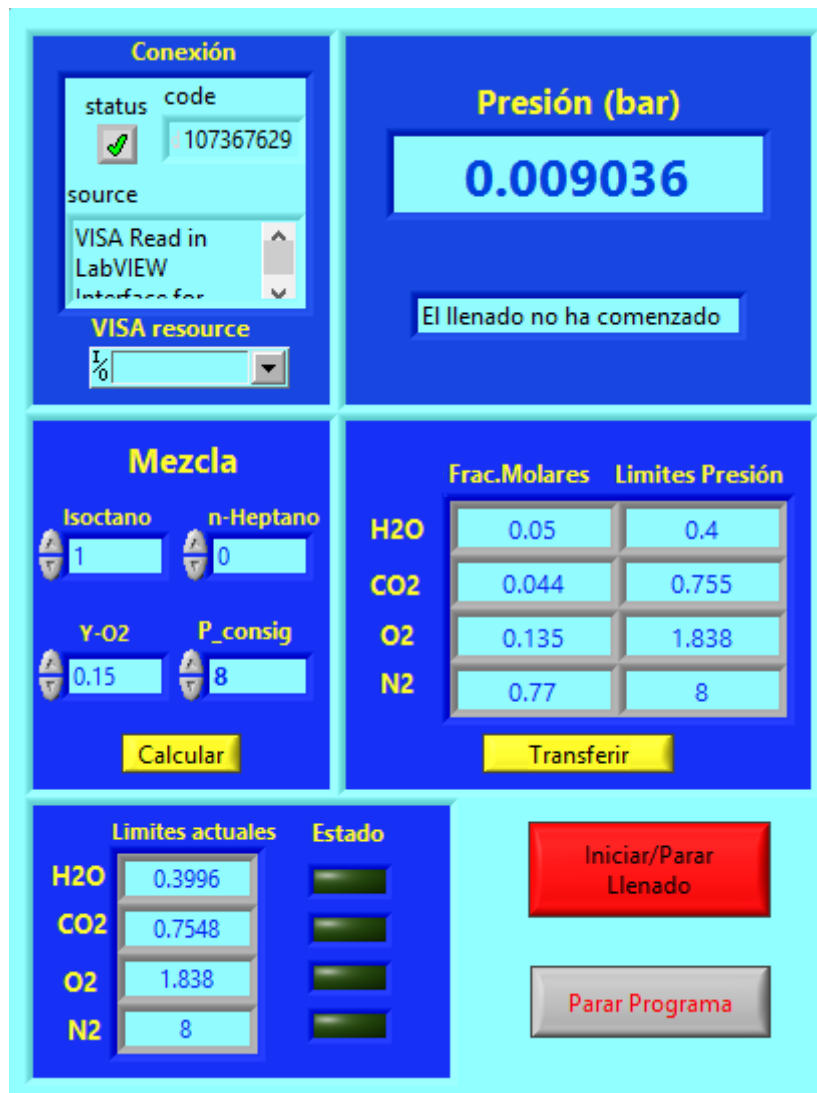 Conexión
status
code
107367629
source
VISA Read in
LabVIEW
Interface for
VISA resource
I/O
Presión (bar)
0.009036
El llenado no ha comenzado
Mezcla
Isoctano n-Heptano
1 0
Y-O2 P_consig
0.15 8
Calcular
Frac.Molares Limites Presión
H2O 0.05 0.4
CO2 0.044 0.755
O2 0.135 1.838
N2 0.77 8
Transferir
Limites actuales Estado
H2O 0.3996
CO2 0.7548
O2 1.838
N2 8
Iniciar/Parar
Llenado
Parar Programa